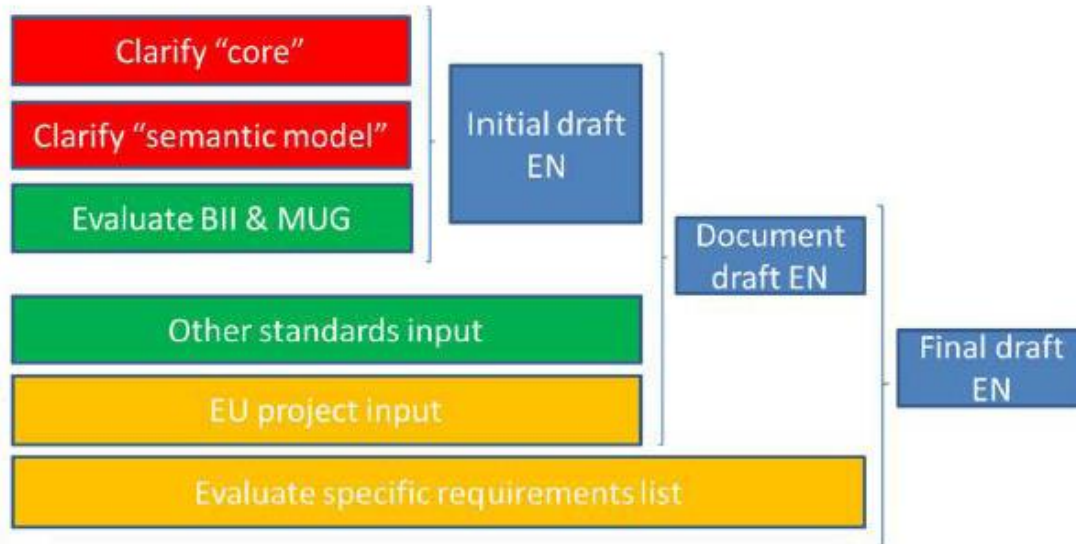 Clarify “core”
Clarify “semantic model”
Evaluate BII & MUG
Initial draft
EN
Other standards input
EU project input
Document
draft EN
Evaluate specific requirements list
Final draft
EN